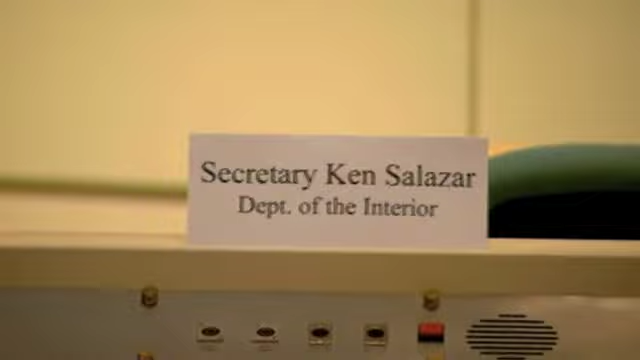 Secretary Ken Salazar
Dept. of the Interior